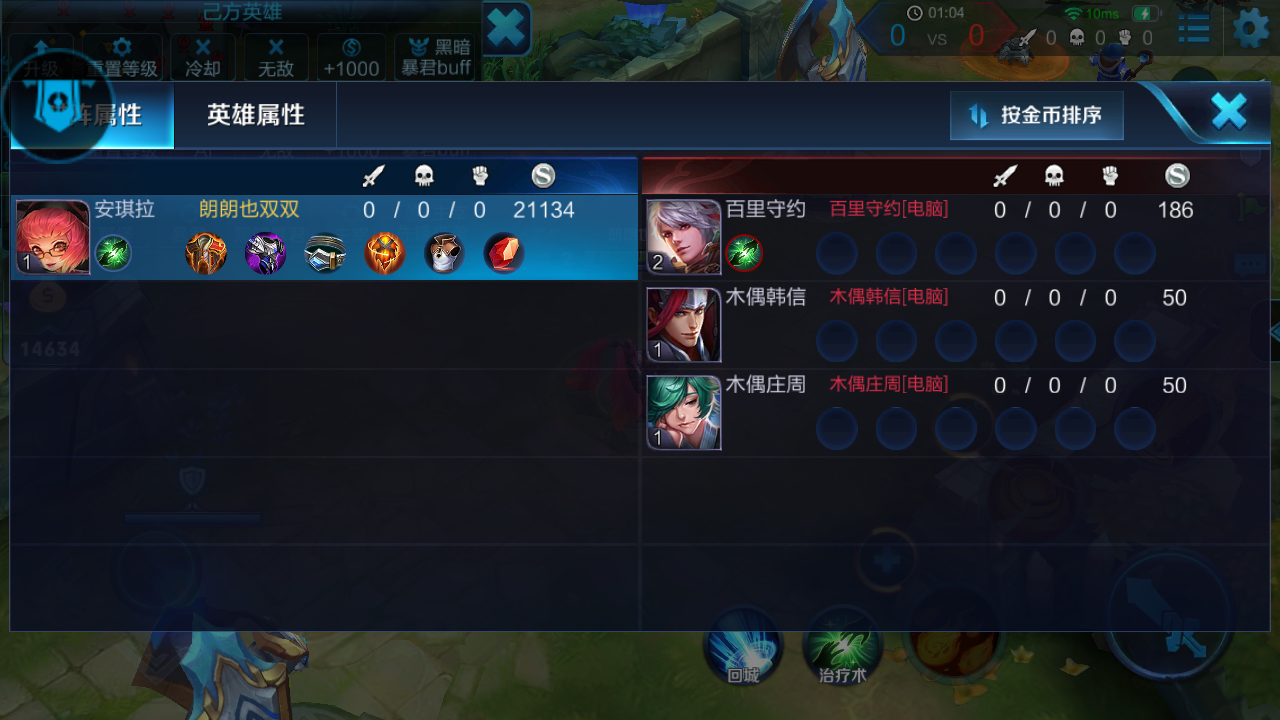 己方英雄
升级 重置等级 冷却 无敌 +1000 黑暗暴君buff
01:04
10ms
0 VS 0
0 0 0
阵属性 英雄属性 按金币排序
安琪拉 朗朗也双双 0 / 0 / 0 21134
1
百里守约 百里守约[电脑] 0 / 0 / 0 186
2
木偶韩信 木偶韩信[电脑] 0 / 0 / 0 50
1
木偶庄周 木偶庄周[电脑] 0 / 0 / 0 50
1
14634
回城 治疗术